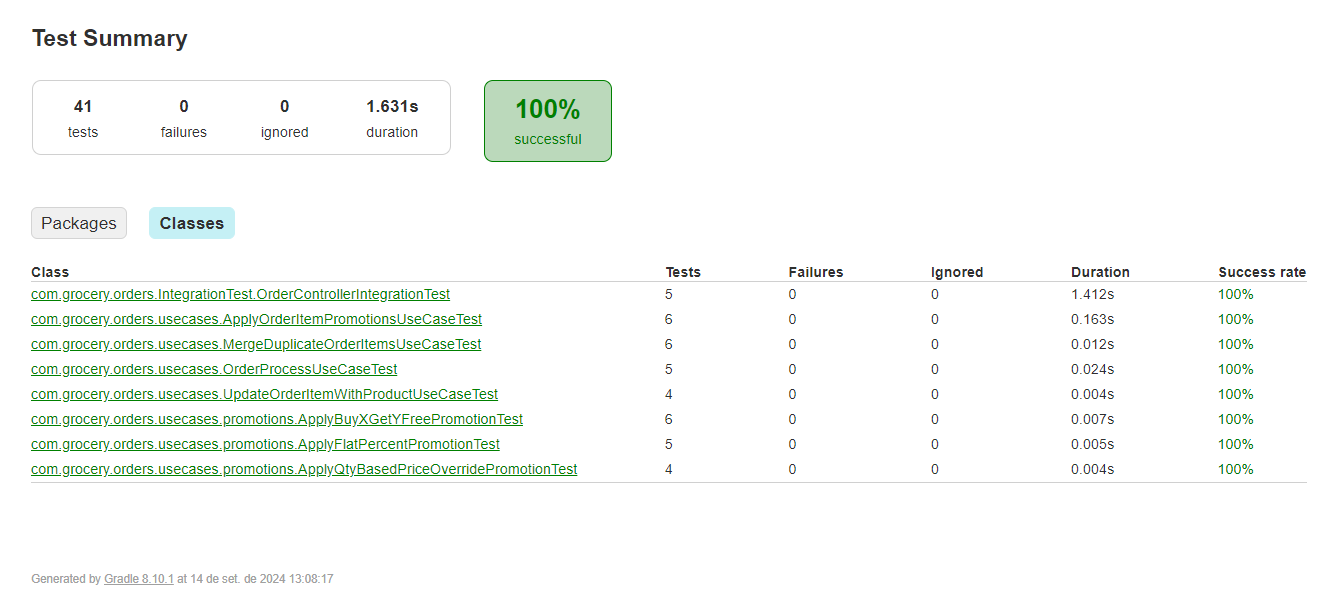 Test Summary
41 0 0 1.631s
tests failures ignored duration
100%
successful
Packages Classes
Class Tests Failures Ignored Duration Success rate
com.grocery.orders.IntegrationTest.OrderControllerIntegrationTest 5 0 0 1.412s 100%
com.grocery.orders.usecases.ApplyOrderItemPromotionsUseCaseTest 6 0 0 0.163s 100%
com.grocery.orders.usecases.MergeDuplicateOrderItemsUseCaseTest 6 0 0 0.012s 100%
com.grocery.orders.usecases.OrderProcessUseCaseTest 5 0 0 0.024s 100%
com.grocery.orders.usecases.UpdateOrderItemWithProductUseCaseTest 4 0 0 0.004s 100%
com.grocery.orders.usecases.promotions.ApplyBuyXGetYFreePromotionTest 6 0 0 0.007s 100%
com.grocery.orders.usecases.promotions.ApplyFlatPercentPromotionTest 5 0 0 0.005s 100%
com.grocery.orders.usecases.promotions.ApplyQtyBasedPriceOverridePromotionTest 4 0 0 0.004s 100%
Generated by Gradle 8.10.1 at 14 de set. de 2024 13:08:17